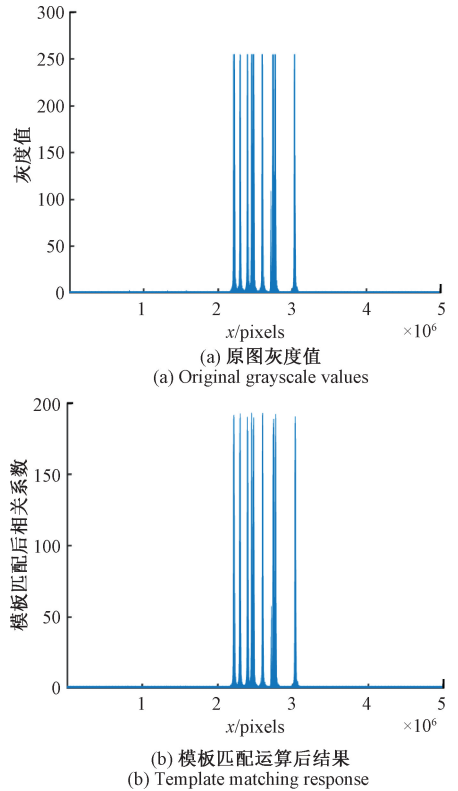 300
250
200
150
100
50
0
灰度值
1 2 3 4 5
x/pixels ×10⁶
(a) 原图灰度值
(a) Original grayscale values
200
150
100
50
0
模板匹配后相关系数
1 2 3 4 5
x/pixels ×10⁶
(b) 模板匹配运算后结果
(b) Template matching response